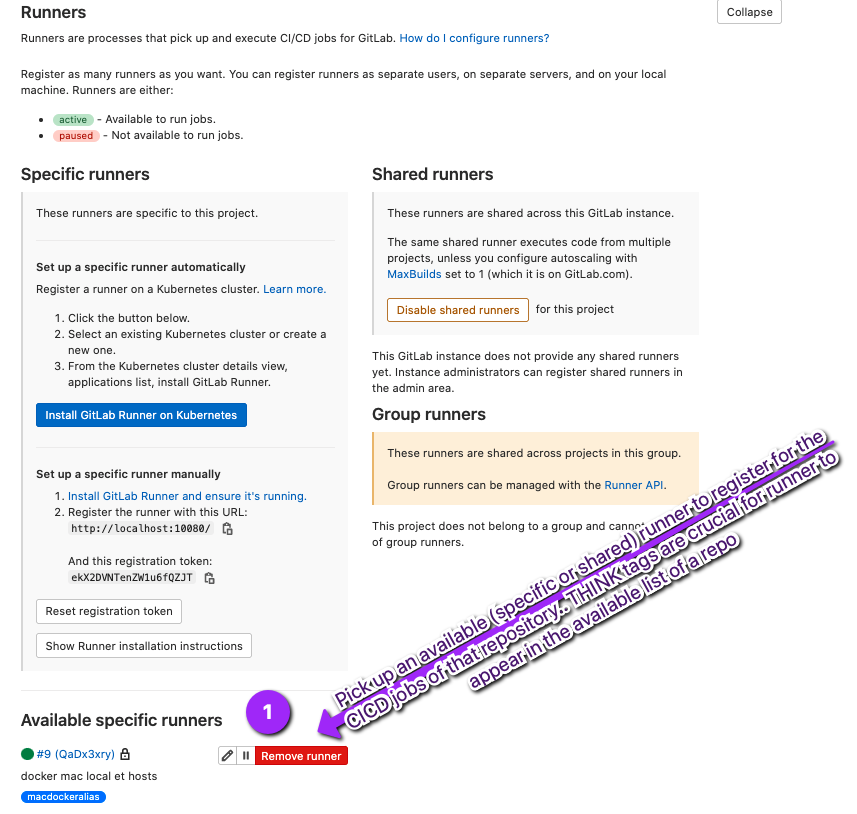 Runners
Collapse
Runners are processes that pick up and execute CI/CD jobs for GitLab. How do I configure runners?
Register as many runners as you want. You can register runners as separate users, on separate servers, and on your local
machine. Runners are either:
• active - Available to run jobs.
• paused - Not available to run jobs.
Specific runners
These runners are specific to this project.
Set up a specific runner automatically
Register a runner on a Kubernetes cluster. Learn more.
1. Click the button below.
2. Select an existing Kubernetes cluster or create a
new one.
3. From the Kubernetes cluster details view,
applications list, install GitLab Runner.
Install GitLab Runner on Kubernetes
Set up a specific runner manually
1. Install GitLab Runner and ensure it's running.
2. Register the runner with this URL:
http://localhost:10080/
And this registration token:
ekX2DVNTenZW1u6fQZJT
Reset registration token
Show Runner installation instructions
Shared runners
These runners are shared across this GitLab instance.
The same shared runner executes code from multiple
projects, unless you configure autoscaling with
MaxBuilds set to 1 (which it is on GitLab.com).
Disable shared runners for this project
This GitLab instance does not provide any shared runners
yet. Instance administrators can register shared runners in
the admin area.
Group runners
These runners are shared across projects in this group.
Group runners can be managed with the Runner API.
This project does not belong to a group and
of group runners.
Pick up an available (specific or shared) runner to register for the
CICD jobs of that repository.. THINK tags are crucial for runner to
appear in the available list of a repo
1
Available specific runners
#9 (QaDx3xry)
Remove runner
docker mac local et hosts
macdockeralias